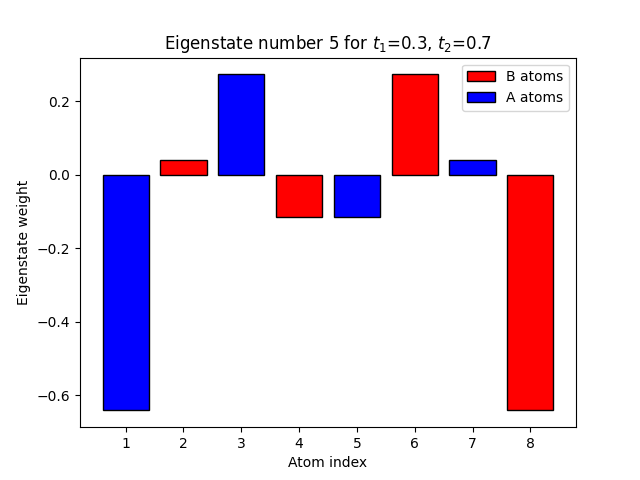 Eigenstate number 5 for t₁=0.3, t₂=0.7
B atoms
A atoms
Eigenstate weight
0.2
0.0
−0.2
−0.4
−0.6
1 2 3 4 5 6 7 8
Atom index